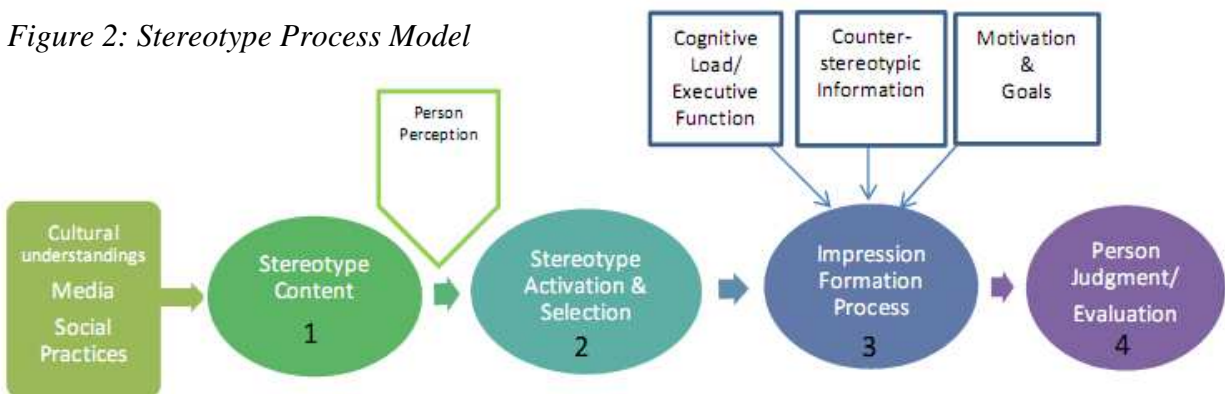 Figure 2: Stereotype Process Model
Cognitive
Load/
Executive
Function
Counter-
stereotypic
Information
Motivation
&
Goals
Person
Perception
Cultural
understandings
Media
Social
Practices
Stereotype
Content
1
Stereotype
Activation &
Selection
2
Impression
Formation
Process
3
Person
Judgment/
Evaluation
4